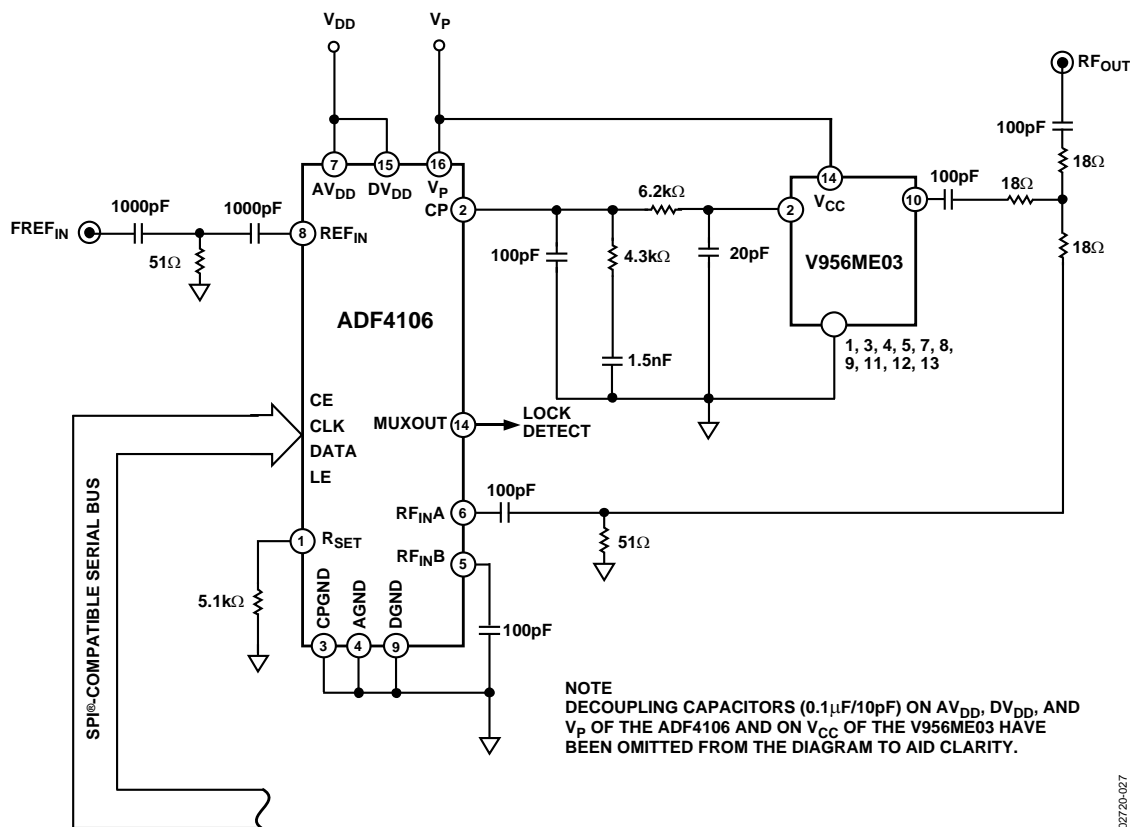 V_DD
V_P
RF_OUT
100pF
18Ω
7
15
16
AV_DD
DV_DD
V_P
CP
2
6.2kΩ
2
14
V_CC
10
100pF
18Ω
18Ω
1000pF
1000pF
FREF_IN
8
REF_IN
51Ω
100pF
4.3kΩ
20pF
V956ME03
ADF4106
1.5nF
1, 3, 4, 5, 7, 8,
9, 11, 12, 13
CE
CLK
DATA
LE
MUXOUT
14
LOCK
DETECT
SPI®-COMPATIBLE SERIAL BUS
100pF
RF_INA
6
51Ω
1
R_SET
RF_INB
5
5.1kΩ
CPGND
AGND
DGND
3
4
9
100pF
NOTE
DECOUPLING CAPACITORS (0.1μF/10pF) ON AV_DD, DV_DD, AND
V_P OF THE ADF4106 AND ON V_CC OF THE V956ME03 HAVE
BEEN OMITTED FROM THE DIAGRAM TO AID CLARITY.
02720-027